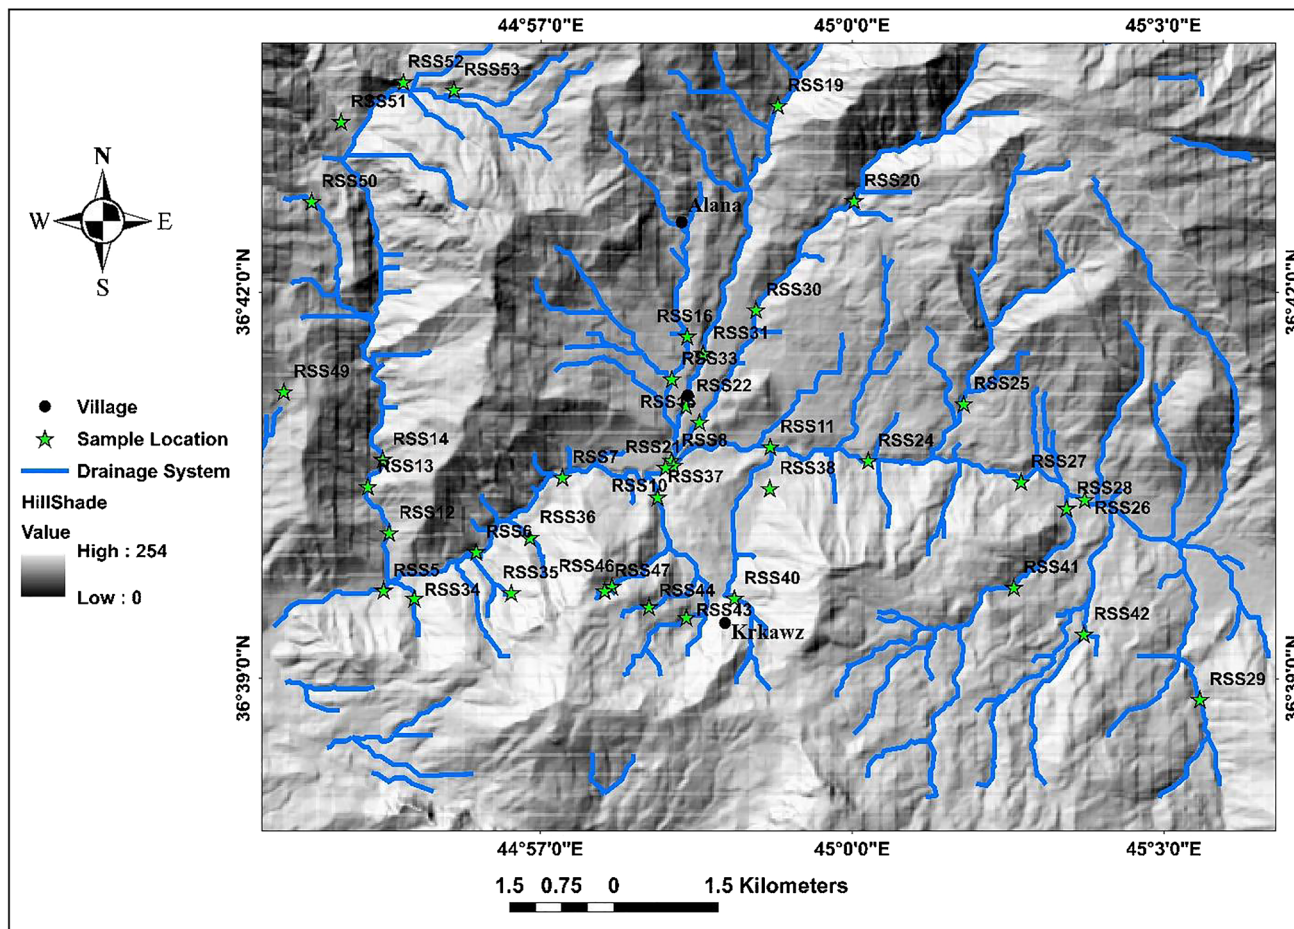 44°57'0"E 45°0'0"E 45°3'0"E
RSS52
RSS53
RSS19
RSS51
N
RSS50
RSS20
W E
Alana
S
36°42'0"N
36°42'0"N
RSS30
RSS16
RSS31
RSS33
RSS49
RSS22
RSS25
Village
RSS11
Sample Location
RSS14
RSS8
RSS24
Drainage System
RSS7
RSS21
RSS13
RSS38
RSS27
RSS37
RSS10
HillShade
RSS28
RSS26
Value
RSS12
RSS36
RSS6
High : 254
RSS46
RSS47
RSS5
RSS35
RSS41
RSS40
RSS34
RSS44
Low : 0
RSS43
RSS42
Krkawz
36°39'0"N
36°39'0"N
RSS29
44°57'0"E 45°0'0"E 45°3'0"E
1.5 0.75 0 1.5 Kilometers